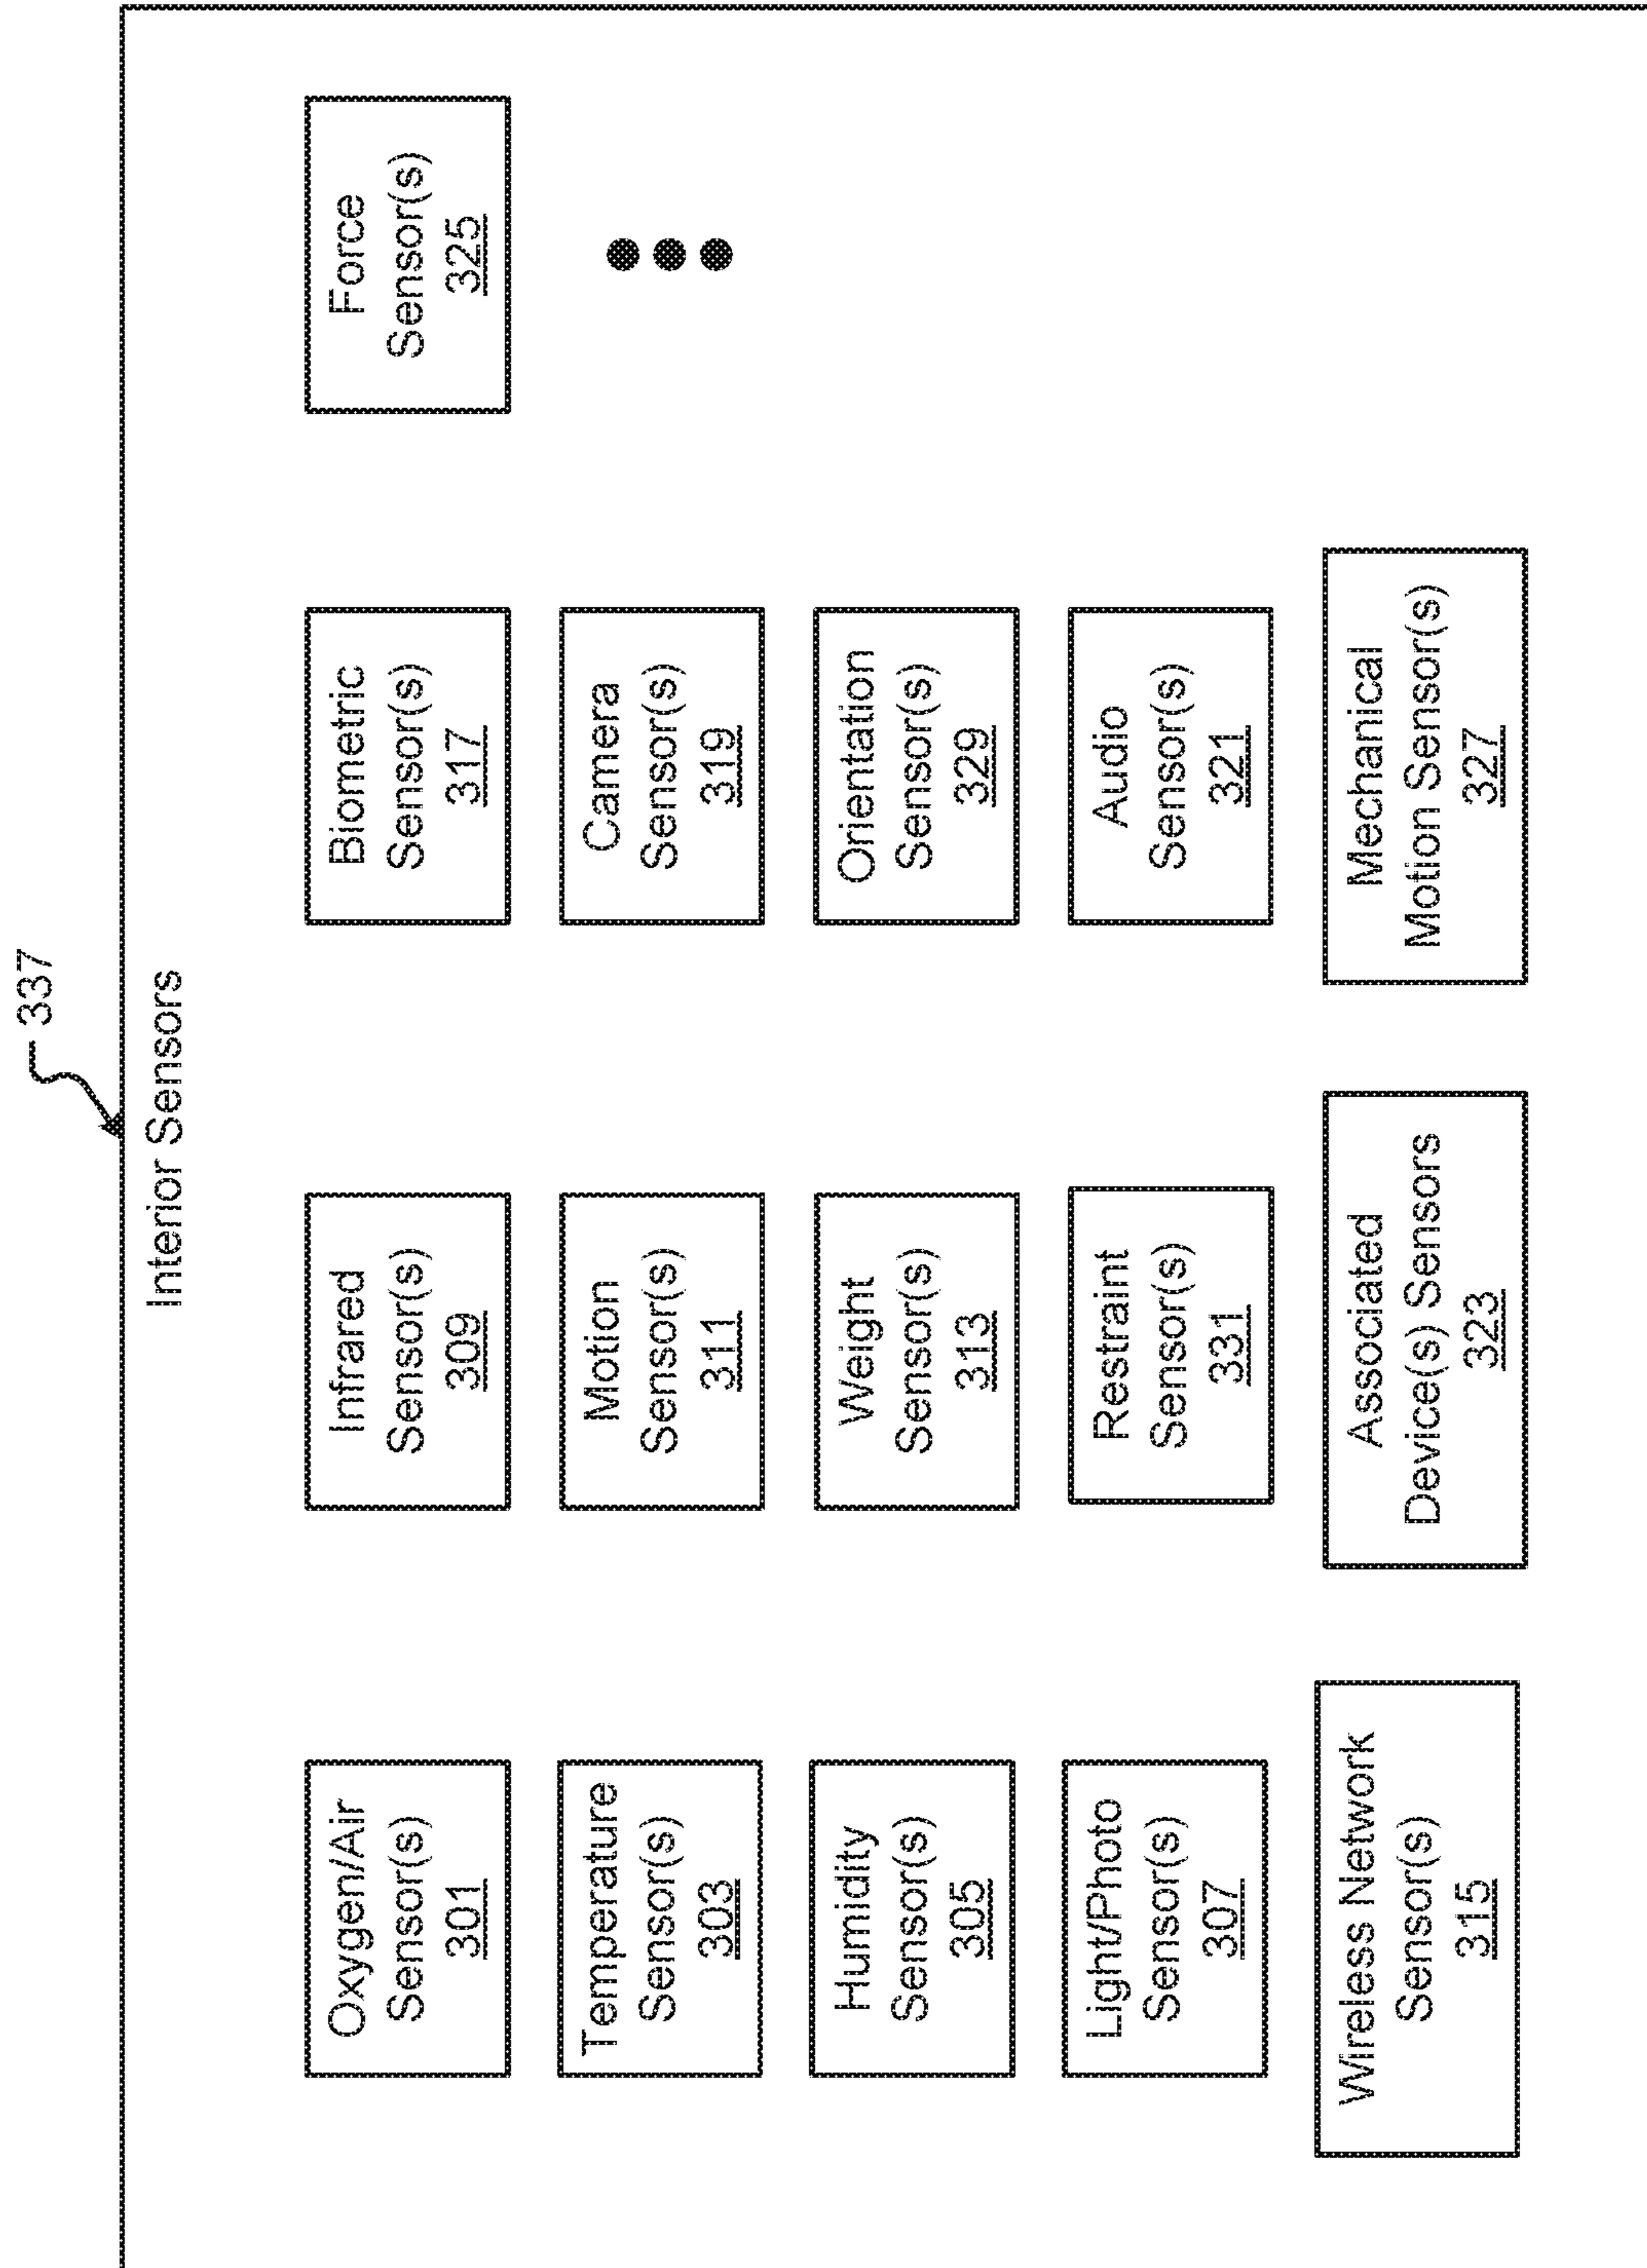 337
Interior Sensors
Oxygen/Air
Sensor(s)
301
Temperature
Sensor(s)
303
Humidity
Sensor(s)
305
Light/Photo
Sensor(s)
307
Wireless Network
Sensor(s)
315
Infrared
Sensor(s)
309
Motion
Sensor(s)
311
Weight
Sensor(s)
313
Restraint
Sensor(s)
331
Associated
Device(s) Sensors
323
Biometric
Sensor(s)
317
Camera
Sensor(s)
319
Orientation
Sensor(s)
329
Audio
Sensor(s)
321
Mechanical
Motion Sensor(s)
327
Force
Sensor(s)
325